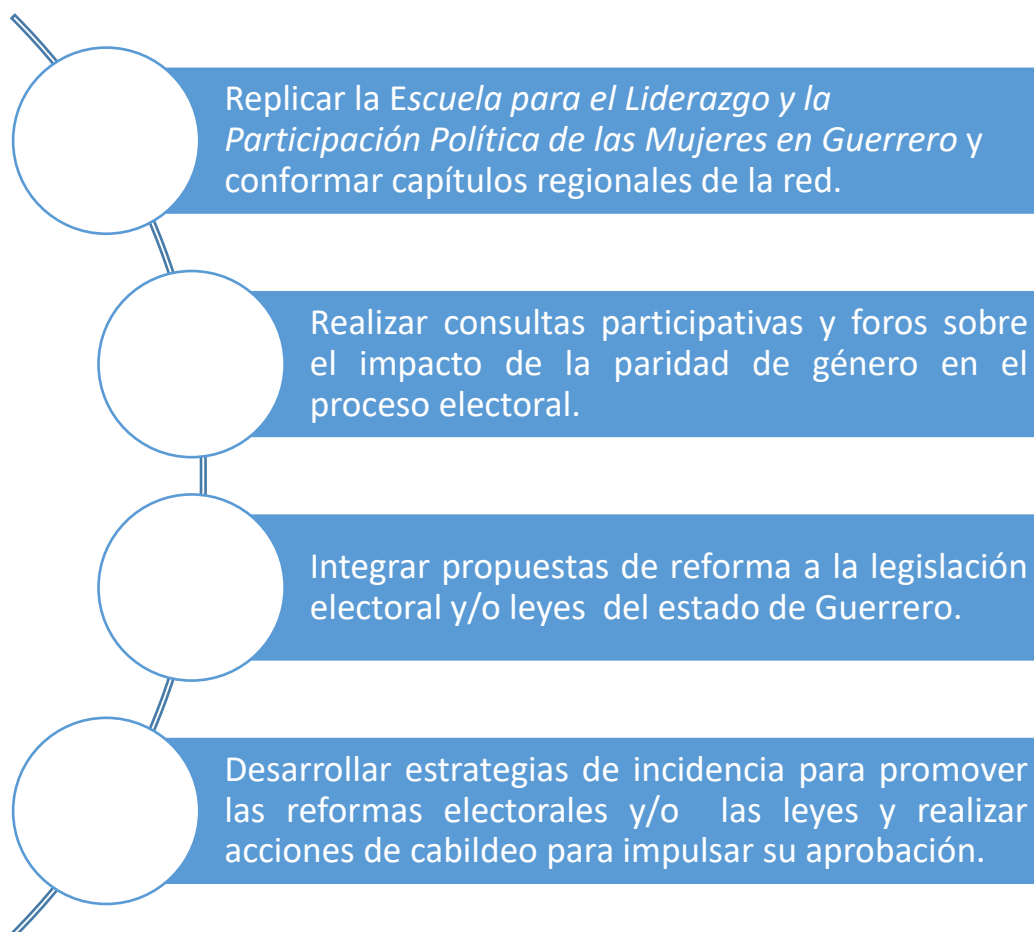 Replicar la Escuela para el Liderazgo y la
Participación Política de las Mujeres en Guerrero y
conformar capítulos regionales de la red.
Realizar consultas participativas y foros sobre
el impacto de la paridad de género en el
proceso electoral.
Integrar propuestas de reforma a la legislación
electoral y/o leyes  del estado de Guerrero.
Desarrollar estrategias de incidencia para promover
las reformas electorales y/o  las leyes y realizar
acciones de cabildeo para impulsar su aprobación.